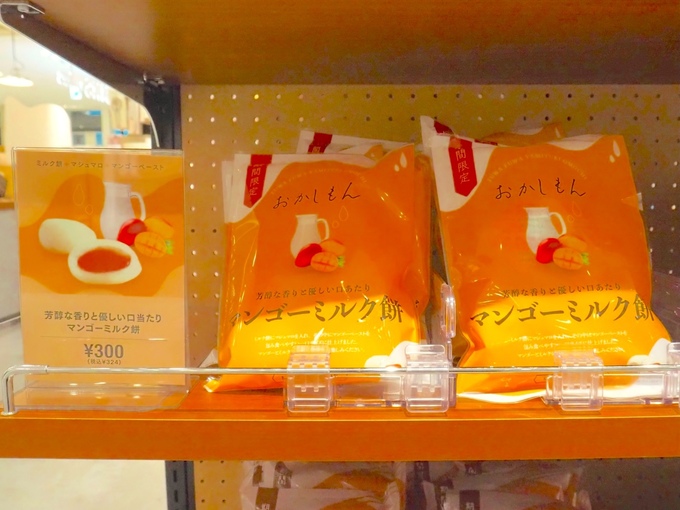 ミルク餅×マシュマロ×マンゴーペースト
芳醇な香りと優しい口当たり
マンゴーミルク餅
¥300
(税込¥324)
間限定
おかしもん
芳醇な香りと優しい口あたり
マンゴーミルク餅
間限定
おかしもん
芳醇な香りと優しい口あたり
マンゴーミルク餅